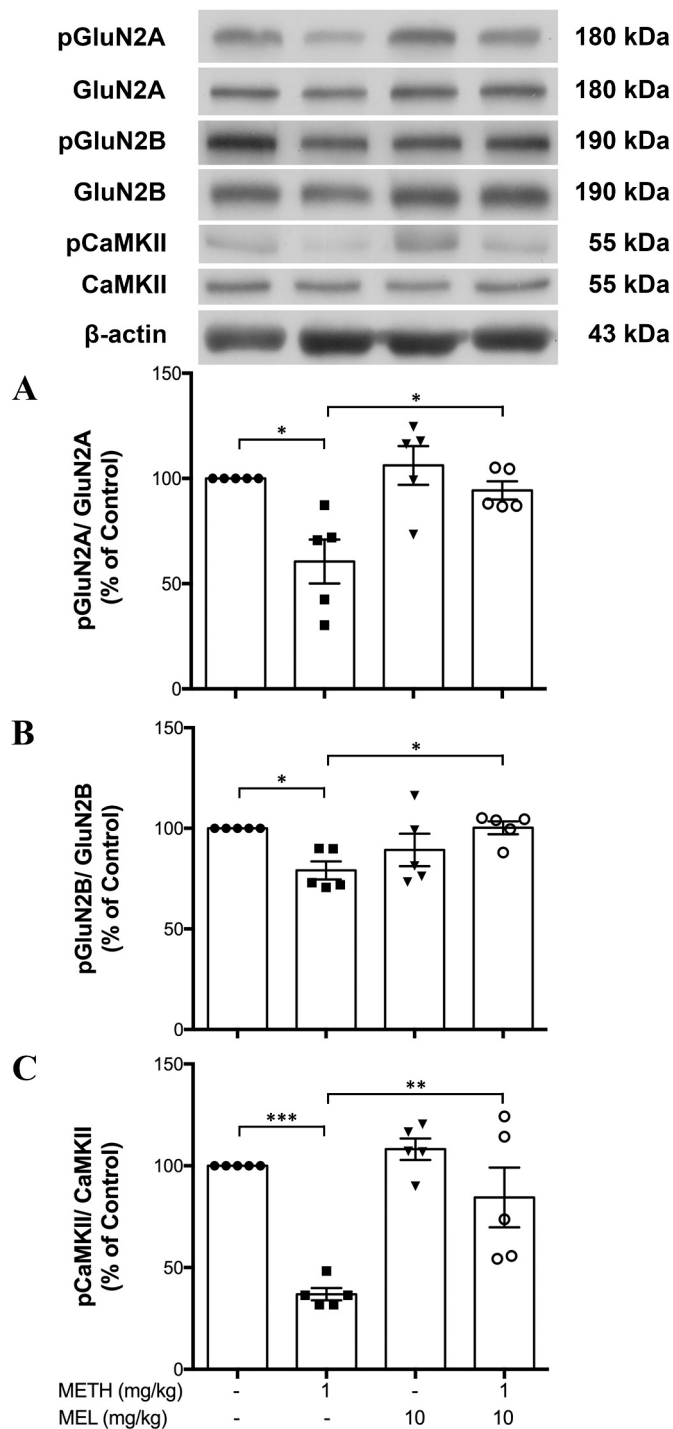 pGluN2A 180 kDa
GluN2A 180 kDa
pGluN2B 190 kDa
GluN2B 190 kDa
pCaMKII 55 kDa
CaMKII 55 kDa
β-actin 43 kDa
A
pGluN2A/ GluN2A
(% of Control)
150
100
50
0
*
*
B
pGluN2B/ GluN2B
(% of Control)
150
100
50
0
*
*
C
pCaMKII/ CaMKII
(% of Control)
150
100
50
0
***
**
METH (mg/kg) - 1 - 1
MEL (mg/kg) - - 10 10